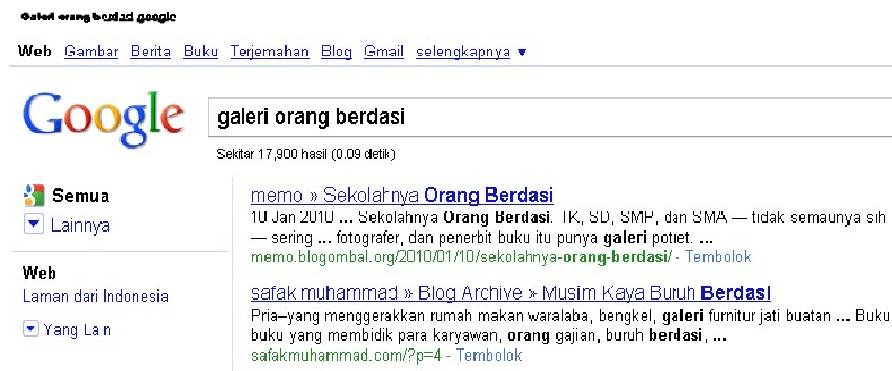 Galeri orang berdasi google
Web Gambar Berita Buku Terjemahan Blog Gmail selengkapnya ▼
Google
galeri orang berdasi
Sekitar 17,900 hasil (0.09 detik)
Semua
Lainnya
Web
Laman dari Indonesia
Yang Lain
memo » Sekolahnya Orang Berdasi
10 Jan 2010 ... Sekolahnya Orang Berdasi. TK, SD, SMP, dan SMA — tidak semaunya sih
— sering ... fotografer, dan penerbit buku itu punya galeri potret. ...
memo.blogombal.org/2010/01/10/sekolahnya-orang-berdasi/ - Tembolok
safak muhammad » Blog Archive » Musim Kaya Buruh Berdasi
Pria–yang menggerakkan rumah makan waralaba, bengkel, galeri furnitur jati buatan ... Buku
buku yang membidik para karyawan, orang gajian, buruh berdasi, ...
safakmuhammad.com/?p=4 - Tembolok